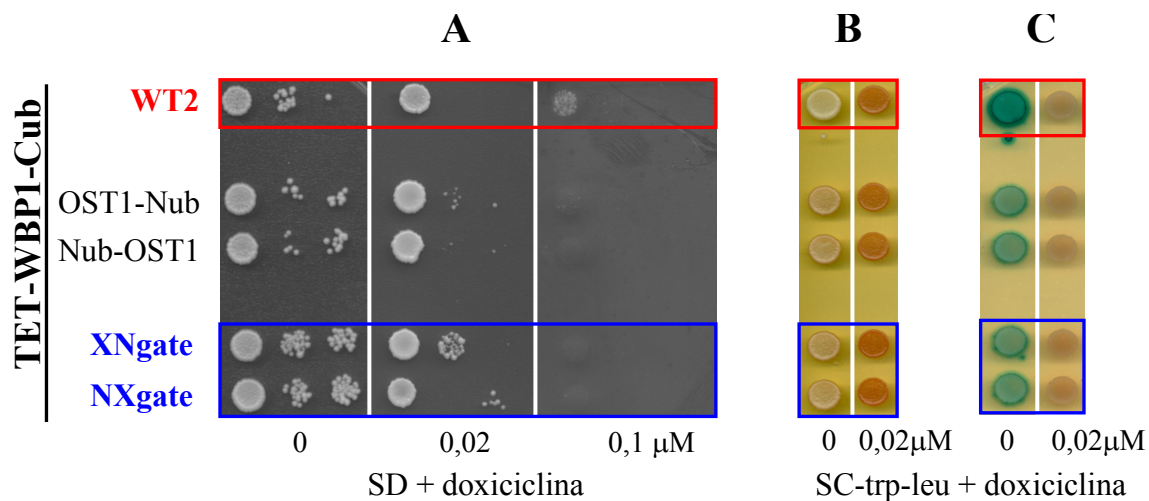 A
B
C
TET-WBP1-Cub
WT2
OST1-Nub
Nub-OST1
XNgate
NXgate
0 0,02 0,1 μM
0 0,02μM
0 0,02μM
SD + doxiciclina
SC-trp-leu + doxiciclina